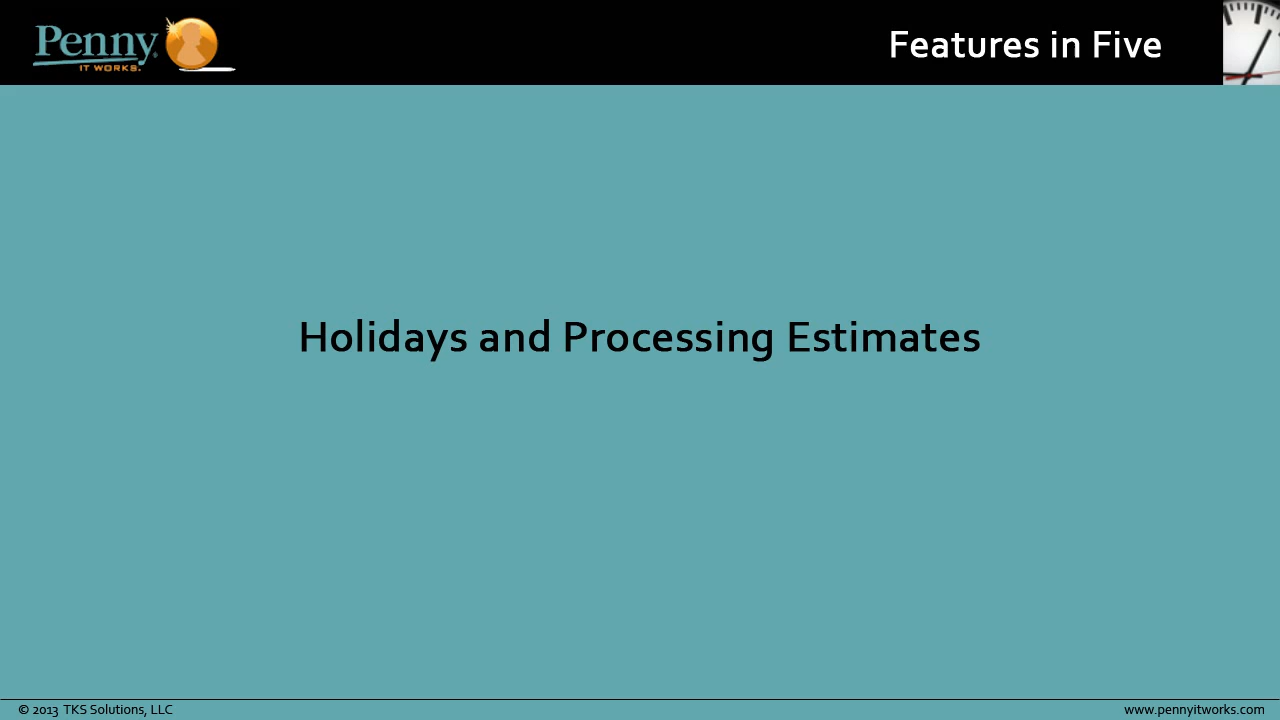 Penny®
IT WORKS.
Features in Five
Holidays and Processing Estimates
© 2013 TKS Solutions, LLC
www.pennyitworks.com